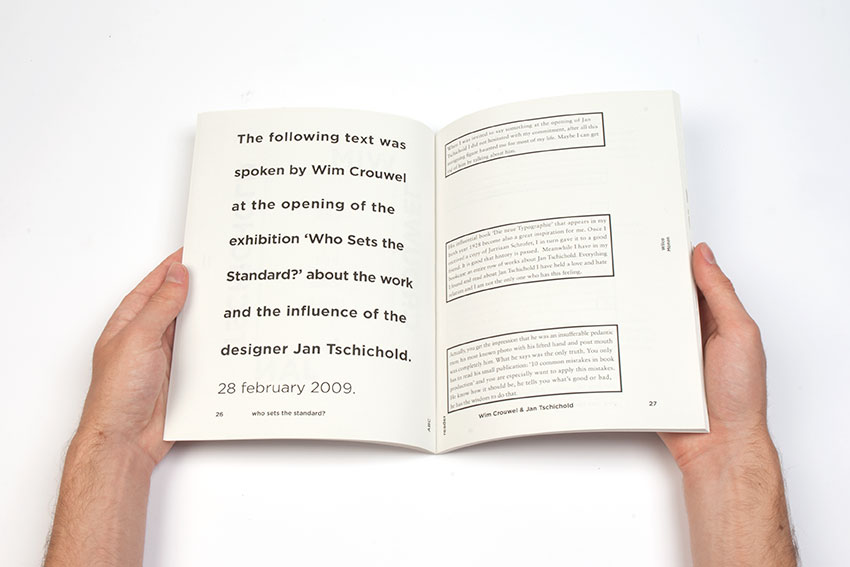 The following text was
spoken by Wim Crouwel
at the opening of the
exhibition ‘Who Sets the
Standard?’ about the work
and the influence of the
designer Jan Tschichold.
28 february 2009.
26 who sets the standard?
ABC
When I was invited to say something at the opening of Jan
Tschichold I did not hesitated with my commitment, after all this
intriguing figure haunted me for most of my life. Maybe I can get
rid of him by talking about him.
His influential book 'Die neue Typographie' that appears in my
birth year 1928 became also a great inspiration for me. Once I
received a copy of Jurriaan Schrofer, I in turn gave it to a good
friend. It is good that history is passed. Meanwhile I have in my
bookcase an entire row of works about Jan Tschichold. Everything
I found and read about Jan Tschichold I have held a love and hate
relation and I am not the only one who has this feeling.
Actually, you get the impression that he was an insufferable pedantic
man, his most known photo with his lifted hand and pout mouth
was completely him. What he says was the only truth. You only
has to read his small publication: '10 common mistakes in book
production' and you are especially want to apply this mistakes.
He know how it should be, he tells you what's good or bad,
he has the wisdom to do that.
reader
Wim Crouwel & Jan Tschichold 27